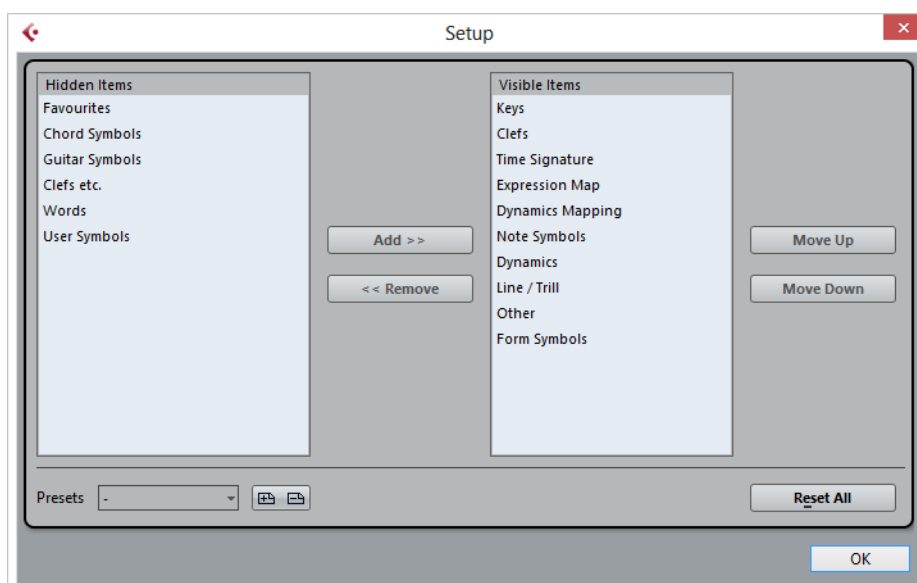 Setup
Hidden Items
Favourites
Chord Symbols
Guitar Symbols
Clefs etc.
Words
User Symbols
Add >>
<< Remove
Visible Items
Keys
Clefs
Time Signature
Expression Map
Dynamics Mapping
Note Symbols
Dynamics
Line / Trill
Other
Form Symbols
Move Up
Move Down
Presets -
Reset All
OK